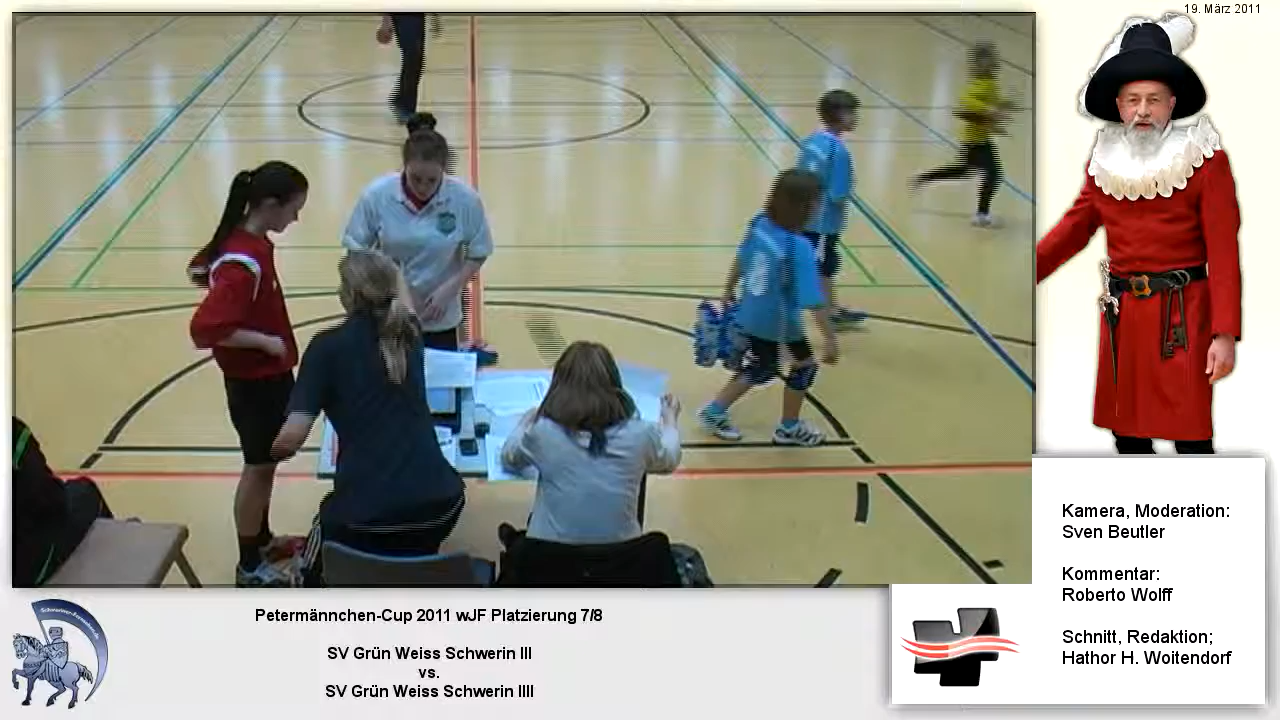 19. März 2011
Petermännchen-Cup 2011 wJF Platzierung 7/8
SV Grün Weiss Schwerin III
vs.
SV Grün Weiss Schwerin IIII
Kamera, Moderation:
Sven Beutler
Kommentar:
Roberto Wolff
Schnitt, Redaktion;
Hathor H. Woitendorf